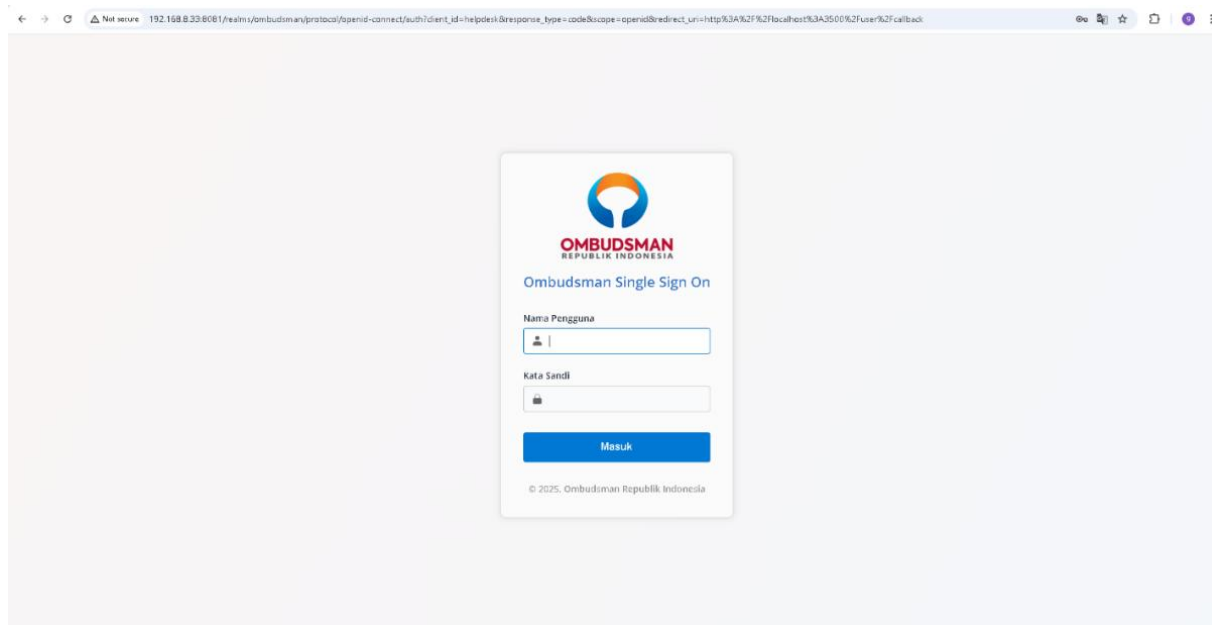 Not secure 192.168.8.33:8081/realms/ombudsman/protocol/openid-connect/auth?client_id=helpdesk&response_type=code&scope=openid&redirect_uri=http%3A%2F%2Flocalhost%3A3500%2Fuser%2Fcallback
OMBUDSMAN
REPUBLIK INDONESIA
Ombudsman Single Sign On
Nama Pengguna
Kata Sandi
Masuk
© 2025, Ombudsman Republik Indonesia